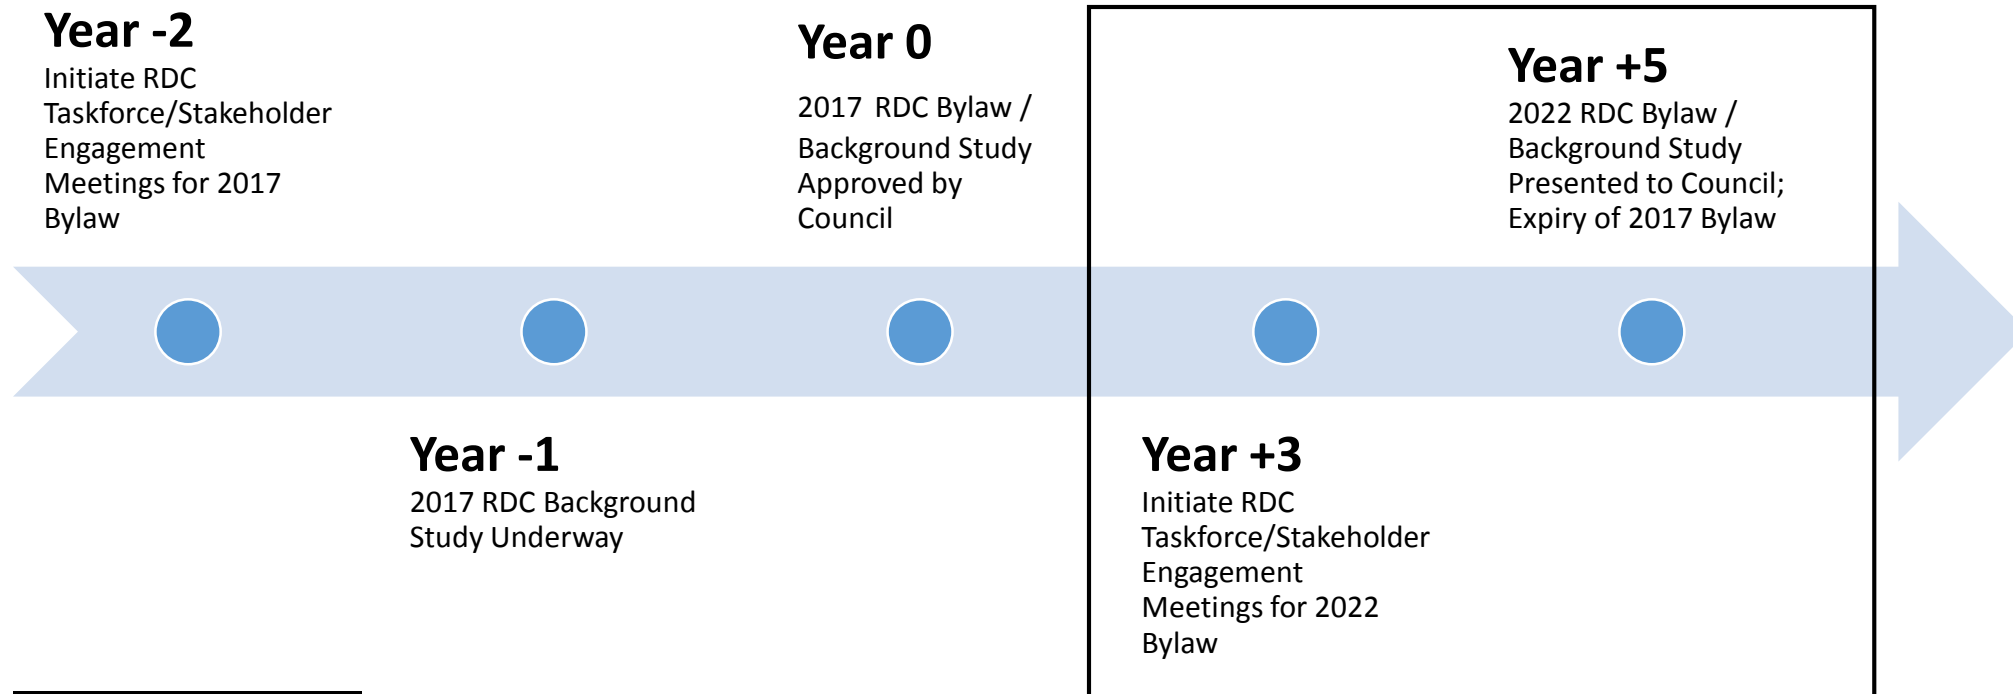 Year -2
Initiate RDC
Taskforce/Stakeholder
Engagement
Meetings for 2017
Bylaw
Year -1
2017 RDC Background
Study Underway
Year 0
2017 RDC Bylaw /
Background Study
Approved by
Council
Year +3
Initiate RDC
Taskforce/Stakeholder
Engagement
Meetings for 2022
Bylaw
Year +5
2022 RDC Bylaw /
Background Study
Presented to Council;
Expiry of 2017 Bylaw